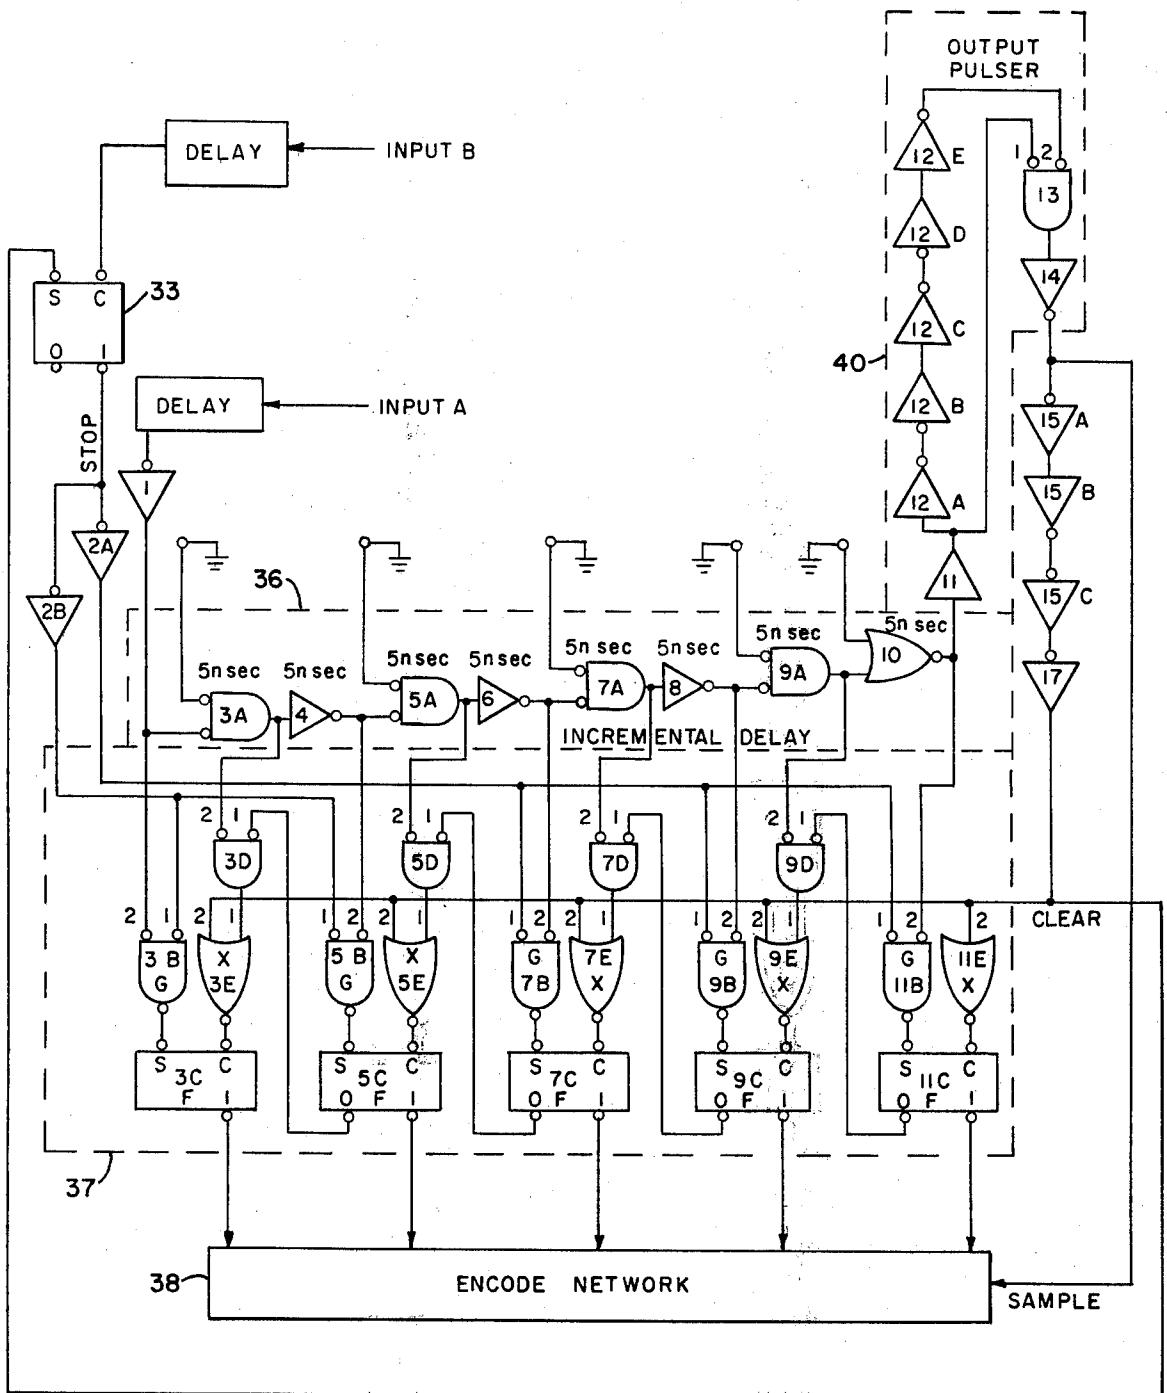 OUTPUT
PULSER
DELAY
INPUT B
12 E
1 2
13
12 D
14
S C
33
0 1
12 C
40
DELAY
INPUT A
STOP
12 B
15 A
1
12 A
15 B
2A
36
11
15 C
2B
5n sec
5n sec
5n sec
5n sec
5n sec
5n sec
5n sec
5n sec
3A
4
5A
6
7A
8
9A
10
17
INCREMENTAL DELAY
2 1
2 1
2 1
2 1
3D
5D
7D
9D
2 1 2 1
1 2 2 1
1 2 2 1
1 2 2 1
1 2 2
CLEAR
3 B
G
X
3E
5 B
G
X
5E
G
7B
7E
X
G
9B
9E
X
G
11B
11E
X
S C
3C
F 1
S C
5C
0 F 1
S C
7C
0 F 1
S C
9C
0 F 1
S C
11C
0 F 1
37
38
ENCODE NETWORK
SAMPLE